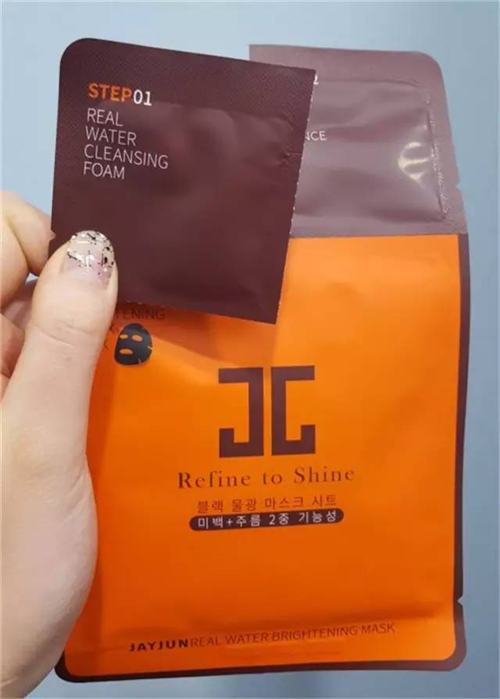 STEP01
REAL
WATER
CLEANSING
FOAM
Refine to Shine
블랙 물광 마스크 시트
미백+주름 2중 기능성
JAYJUN REAL WATER BRIGHTENING MASK